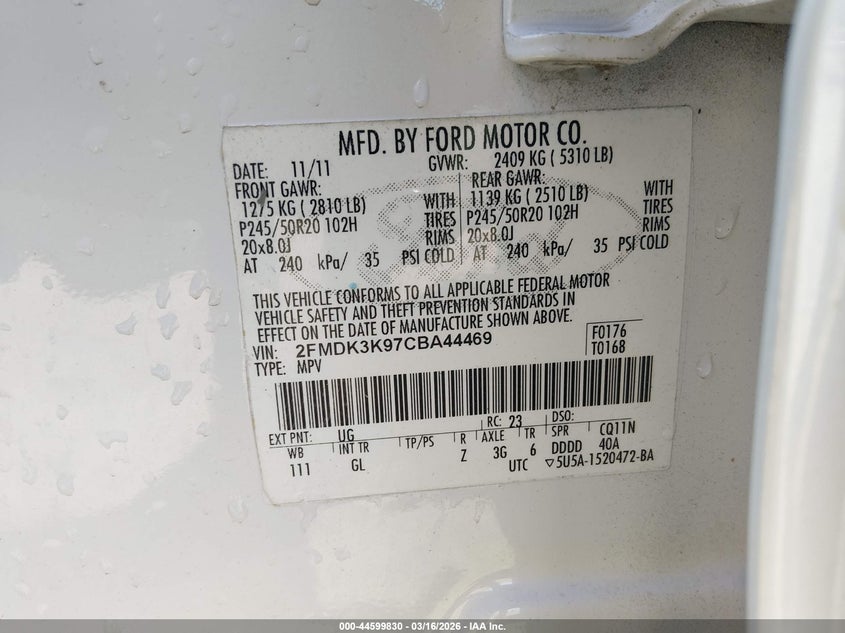 MFD. BY FORD MOTOR CO.
DATE: 11/11 GVWR: 2409 KG ( 5310 LB)
FRONT GAWR: REAR GAWR:
1275 KG ( 2810 LB) WITH 1139 KG ( 2510 LB) WITH
P245/50R20 102H TIRES P245/50R20 102H TIRES
20x8.0J RIMS 20x8.0J RIMS
AT 240 kPa/ 35 PSI COLD AT 240 kPa/ 35 PSI COLD
THIS VEHICLE CONFORMS TO ALL APPLICABLE FEDERAL MOTOR
VEHICLE SAFETY AND THEFT PREVENTION STANDARDS IN
EFFECT ON THE DATE OF MANUFACTURE SHOWN ABOVE.
VIN: 2FMDK3K97CBA44469 F0176
TYPE: MPV T0168
RC: 23 DSO:
EXT PNT: UG
WB INT TR TP/PS R AXLE TR SPR CQ11N
111 GL Z 3G 6 DDDD 40A
UTC ▽5U5A-1520472-BA
000-44599830 - 03/16/2026 - IAA Inc.